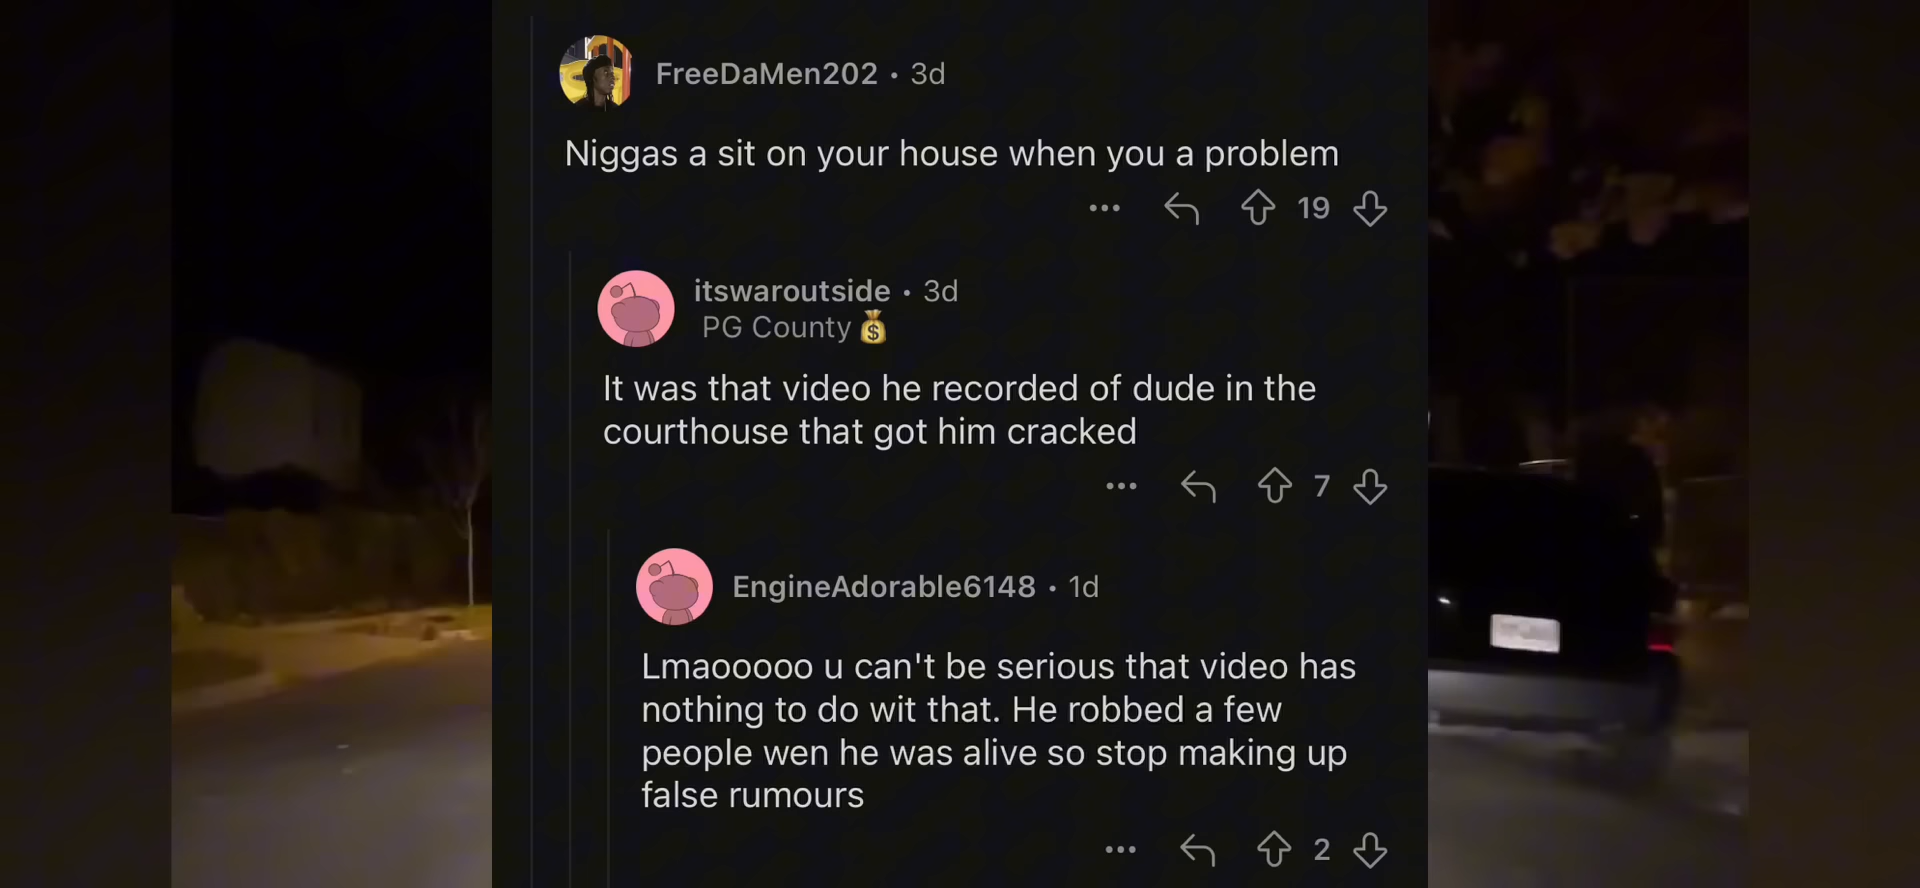 FreeDaMen202 • 3d
Niggas a sit on your house when you a problem
19
itswaroutside • 3d
PG County 💰
It was that video he recorded of dude in the
courthouse that got him cracked
7
EngineAdorable6148 • 1d
Lmaooooo u can't be serious that video has
nothing to do wit that. He robbed a few
people wen he was alive so stop making up
false rumours
2